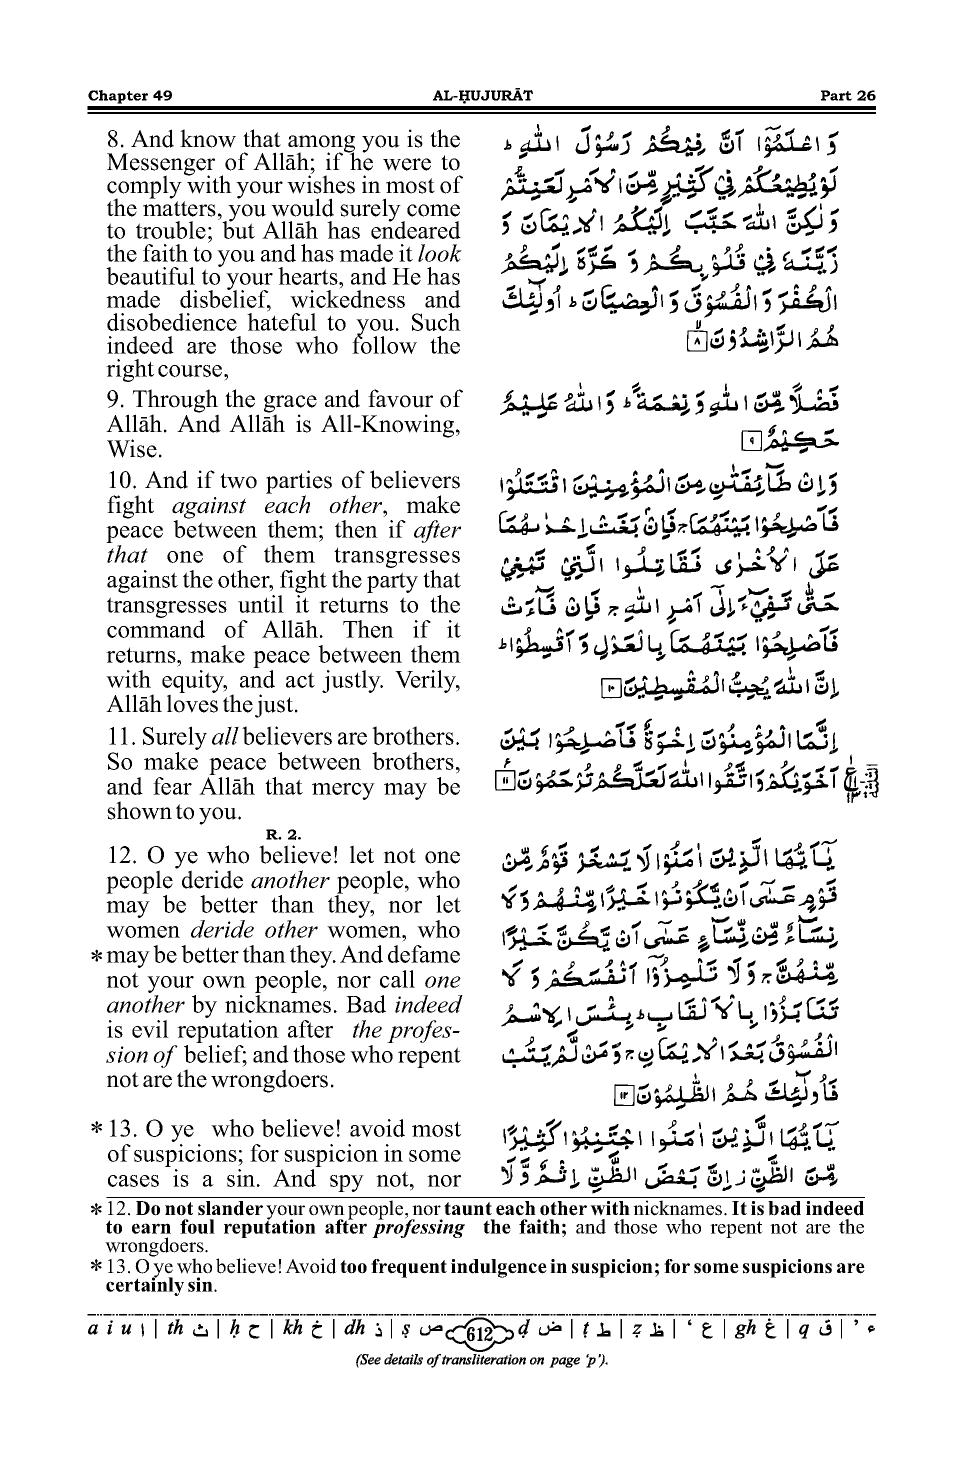 Chapter 49 AL-ḤUJURĀT Part 26
8. And know that among you is the
Messenger of Allāh; if he were to
comply with your wishes in most of
the matters, you would surely come
to trouble; but Allāh has endeared
the faith to you and has made it look
beautiful to your hearts, and He has
made disbelief, wickedness and
disobedience hateful to you. Such
indeed are those who follow the
right course,
وَ اعْلَمُوْۤا اَنَّ فِيْكُمْ رَسُوْلَ اللّٰهِ ؕ
لَوْ يُطِيْعُكُمْ فِيْ كَثِيْرٍ مِّنَ الْاَمْرِ لَعَنِتُّمْ
وَ لٰكِنَّ اللّٰهَ حَبَّبَ اِلَيْكُمُ الْاِيْمَانَ وَ
زَيَّنَهٗ فِيْ قُلُوْبِكُمْ وَ كَرَّهَ اِلَيْكُمُ
الْكُفْرَ وَ الْفُسُوْقَ وَ الْعِصْيَانَ ؕ اُولٰٓئِكَ
هُمُ الرّٰشِدُوْنَ ۙ ۸
9. Through the grace and favour of
Allāh. And Allāh is All-Knowing,
Wise.
فَضْلًا مِّنَ اللّٰهِ وَ نِعْمَةً ؕ وَ اللّٰهُ عَلِيْمٌ
حَكِيْمٌ ۹
10. And if two parties of believers
fight against each other, make
peace between them; then if after
that one of them transgresses
against the other, fight the party that
transgresses until it returns to the
command of Allāh. Then if it
returns, make peace between them
with equity, and act justly. Verily,
Allāh loves the just.
وَ اِنْ طَآئِفَتٰنِ مِنَ الْمُؤْمِنِيْنَ اقْتَتَلُوْا
فَاَصْلِحُوْا بَيْنَهُمَا ۚ فَاِنْۢ بَغَتْ اِحْدٰىهُمَا
عَلَى الْاُخْرٰى فَقَاتِلُوا الَّتِيْ تَبْغِيْ
حَتّٰى تَفِيْٓءَ اِلٰۤى اَمْرِ اللّٰهِ ۚ فَاِنْ فَآءَتْ
فَاَصْلِحُوْا بَيْنَهُمَا بِالْعَدْلِ وَ اَقْسِطُوْا ؕ
اِنَّ اللّٰهَ يُحِبُّ الْمُقْسِطِيْنَ ۱۰
11. Surely all believers are brothers.
So make peace between brothers,
and fear Allāh that mercy may be
shown to you.
اِنَّمَا الْمُؤْمِنُوْنَ اِخْوَةٌ فَاَصْلِحُوْا بَيْنَ
اَخَوَيْكُمْ وَ اتَّقُوا اللّٰهَ لَعَلَّكُمْ تُرْحَمُوْنَ ۱۱
R. 2.
12. O ye who believe! let not one
people deride another people, who
may be better than they, nor let
women deride other women, who
* may be better than they. And defame
not your own people, nor call one
another by nicknames. Bad indeed
is evil reputation after the profes-
sion of belief; and those who repent
not are the wrongdoers.
يٰۤاَيُّهَا الَّذِيْنَ اٰمَنُوْا لَا يَسْخَرْ قَوْمٌ مِّنْ
قَوْمٍ عَسٰۤى اَنْ يَّكُوْنُوْا خَيْرًا مِّنْهُمْ وَ لَا
نِسَآءٌ مِّنْ نِّسَآءٍ عَسٰۤى اَنْ يَّكُنَّ خَيْرًا
مِّنْهُنَّ ۚ وَ لَا تَلْمِزُوْۤا اَنْفُسَكُمْ وَ لَا
تَنَابَزُوْا بِالْاَلْقَابِ ؕ بِئْسَ الِاسْمُ
الْفُسُوْقُ بَعْدَ الْاِيْمَانِ ۚ وَ مَنْ لَّمْ يَتُبْ
فَاُولٰٓئِكَ هُمُ الظّٰلِمُوْنَ ۱۲
* 13. O ye who believe! avoid most
of suspicions; for suspicion in some
cases is a sin. And spy not, nor
يٰۤاَيُّهَا الَّذِيْنَ اٰمَنُوا اجْتَنِبُوْا كَثِيْرًا
مِّنَ الظَّنِّ ز اِنَّ بَعْضَ الظَّنِّ اِثْمٌ وَّ لَا
* 12. Do not slander your own people, nor taunt each other with nicknames. It is bad indeed
to earn foul reputation after professing the faith; and those who repent not are the
wrongdoers.
* 13. O ye who believe! Avoid too frequent indulgence in suspicion; for some suspicions are
certainly sin.
a i u ا | th ث | ḥ ح | kh خ | dh ذ | ṣ ص 612 ḍ ض | ṭ ط | ẓ ظ | ‘ ع | gh غ | q ق | ’ ء
(See details of transliteration on page ‘p’).